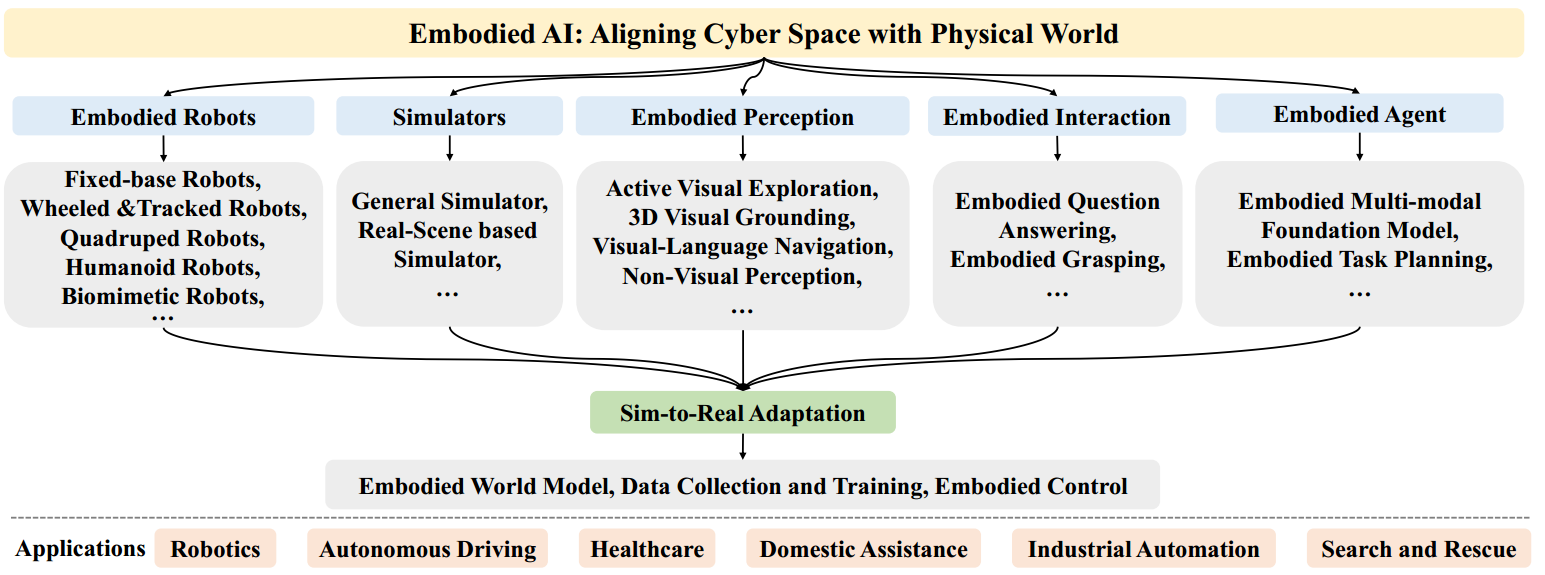 Embodied AI: Aligning Cyber Space with Physical World
Embodied Robots
Simulators
Embodied Perception
Embodied Interaction
Embodied Agent
Fixed-base Robots,
Wheeled &Tracked Robots,
Quadruped Robots,
Humanoid Robots,
Biomimetic Robots,
…
General Simulator,
Real-Scene based
Simulator,
…
Active Visual Exploration,
3D Visual Grounding,
Visual-Language Navigation,
Non-Visual Perception,
…
Embodied Question
Answering,
Embodied Grasping,
…
Embodied Multi-modal
Foundation Model,
Embodied Task Planning,
…
Sim-to-Real Adaptation
Embodied World Model, Data Collection and Training, Embodied Control
Applications
Robotics
Autonomous Driving
Healthcare
Domestic Assistance
Industrial Automation
Search and Rescue